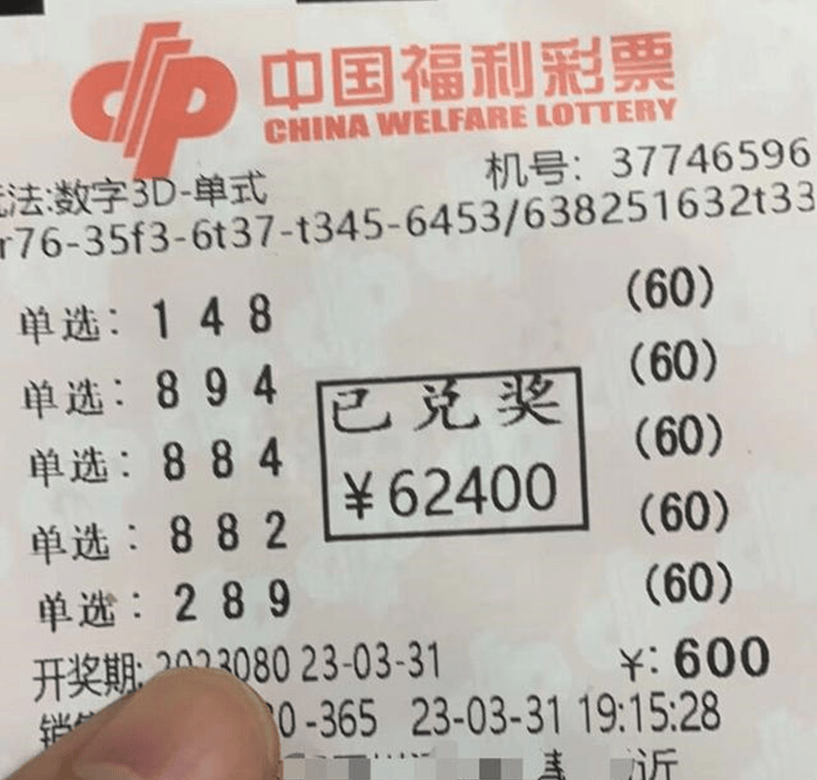 中国福利彩票
CHINA WELFARE LOTTERY
法:数字3D-单式 机号: 37746596
r76-35f3-6t37-t345-6453/638251632t33
单选: 1 4 8 (60)
单选: 8 9 4 (60)
单选: 8 8 4 (60)
单选: 8 8 2 (60)
单选: 2 8 9 (60)
已兑奖
¥62400
开奖期: 2023080 23-03-31 ¥: 600
销 0-365 23-03-31 19:15:28
近